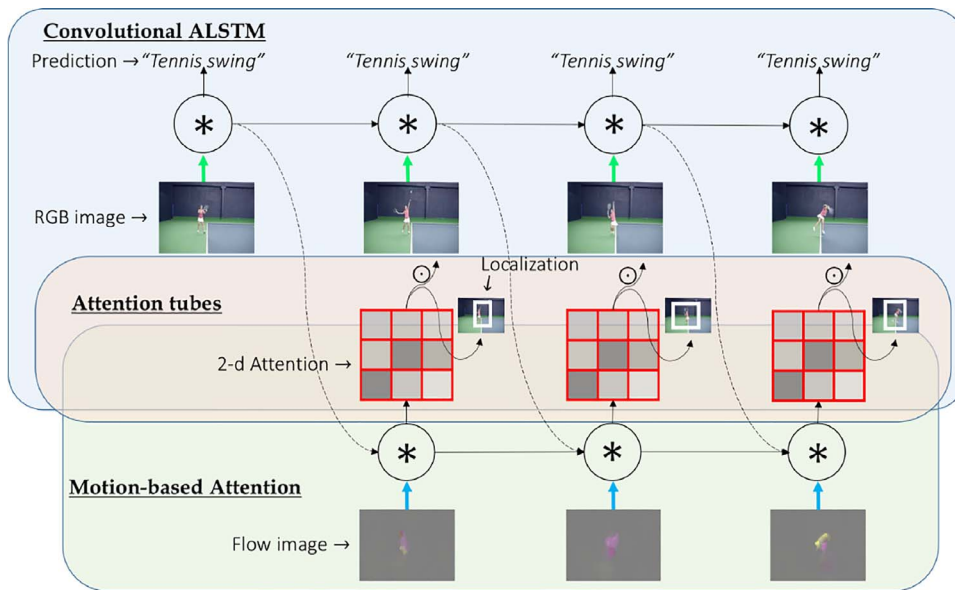 Convolutional ALSTM
Prediction → “Tennis swing” “Tennis swing” “Tennis swing” “Tennis swing”
* * * *
RGB image →
Localization
Attention tubes
2-d Attention →
* * *
Motion-based Attention
Flow image →